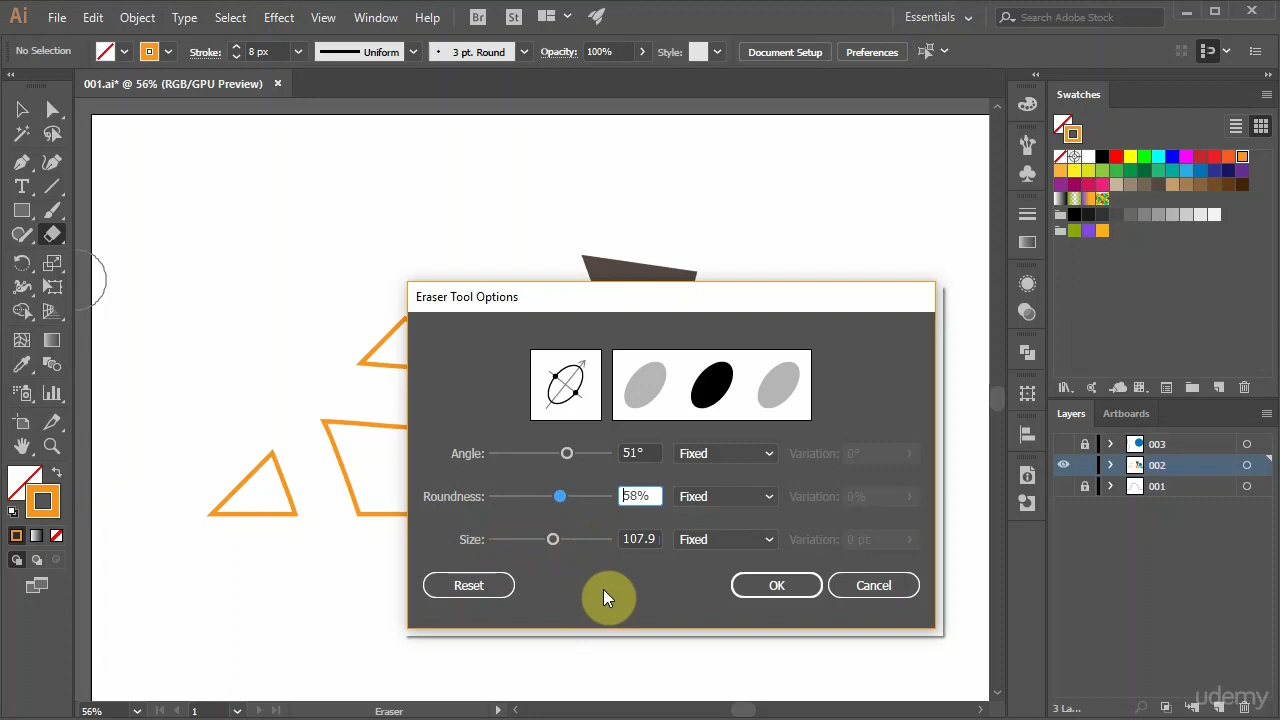 Ai File Edit Object Type Select Effect View Window Help Br St Essentials Search Adobe Stock
No Selection Stroke: 8 px Uniform 3 pt. Round Opacity: 100% Style: Document Setup Preferences
001.ai* @ 56% (RGB/GPU Preview)
Swatches
Eraser Tool Options
Angle: 51° Fixed Variation: 0°
Roundness: 58% Fixed Variation: 0%
Size: 107.9 Fixed Variation: 0 pt
Reset OK Cancel
Layers Artboards
003
002
001
56% 1 Eraser 3 La...
udemy